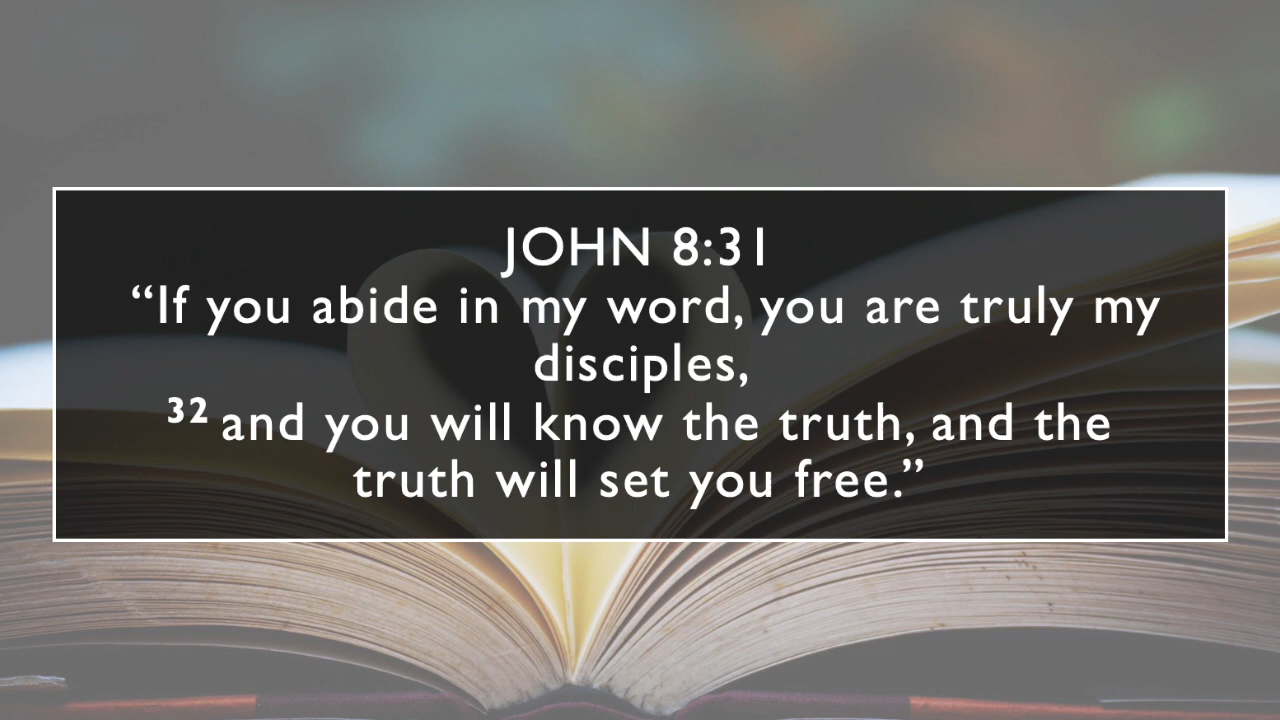 JOHN 8:31
“If you abide in my word, you are truly my
disciples,
32 and you will know the truth, and the
truth will set you free.”